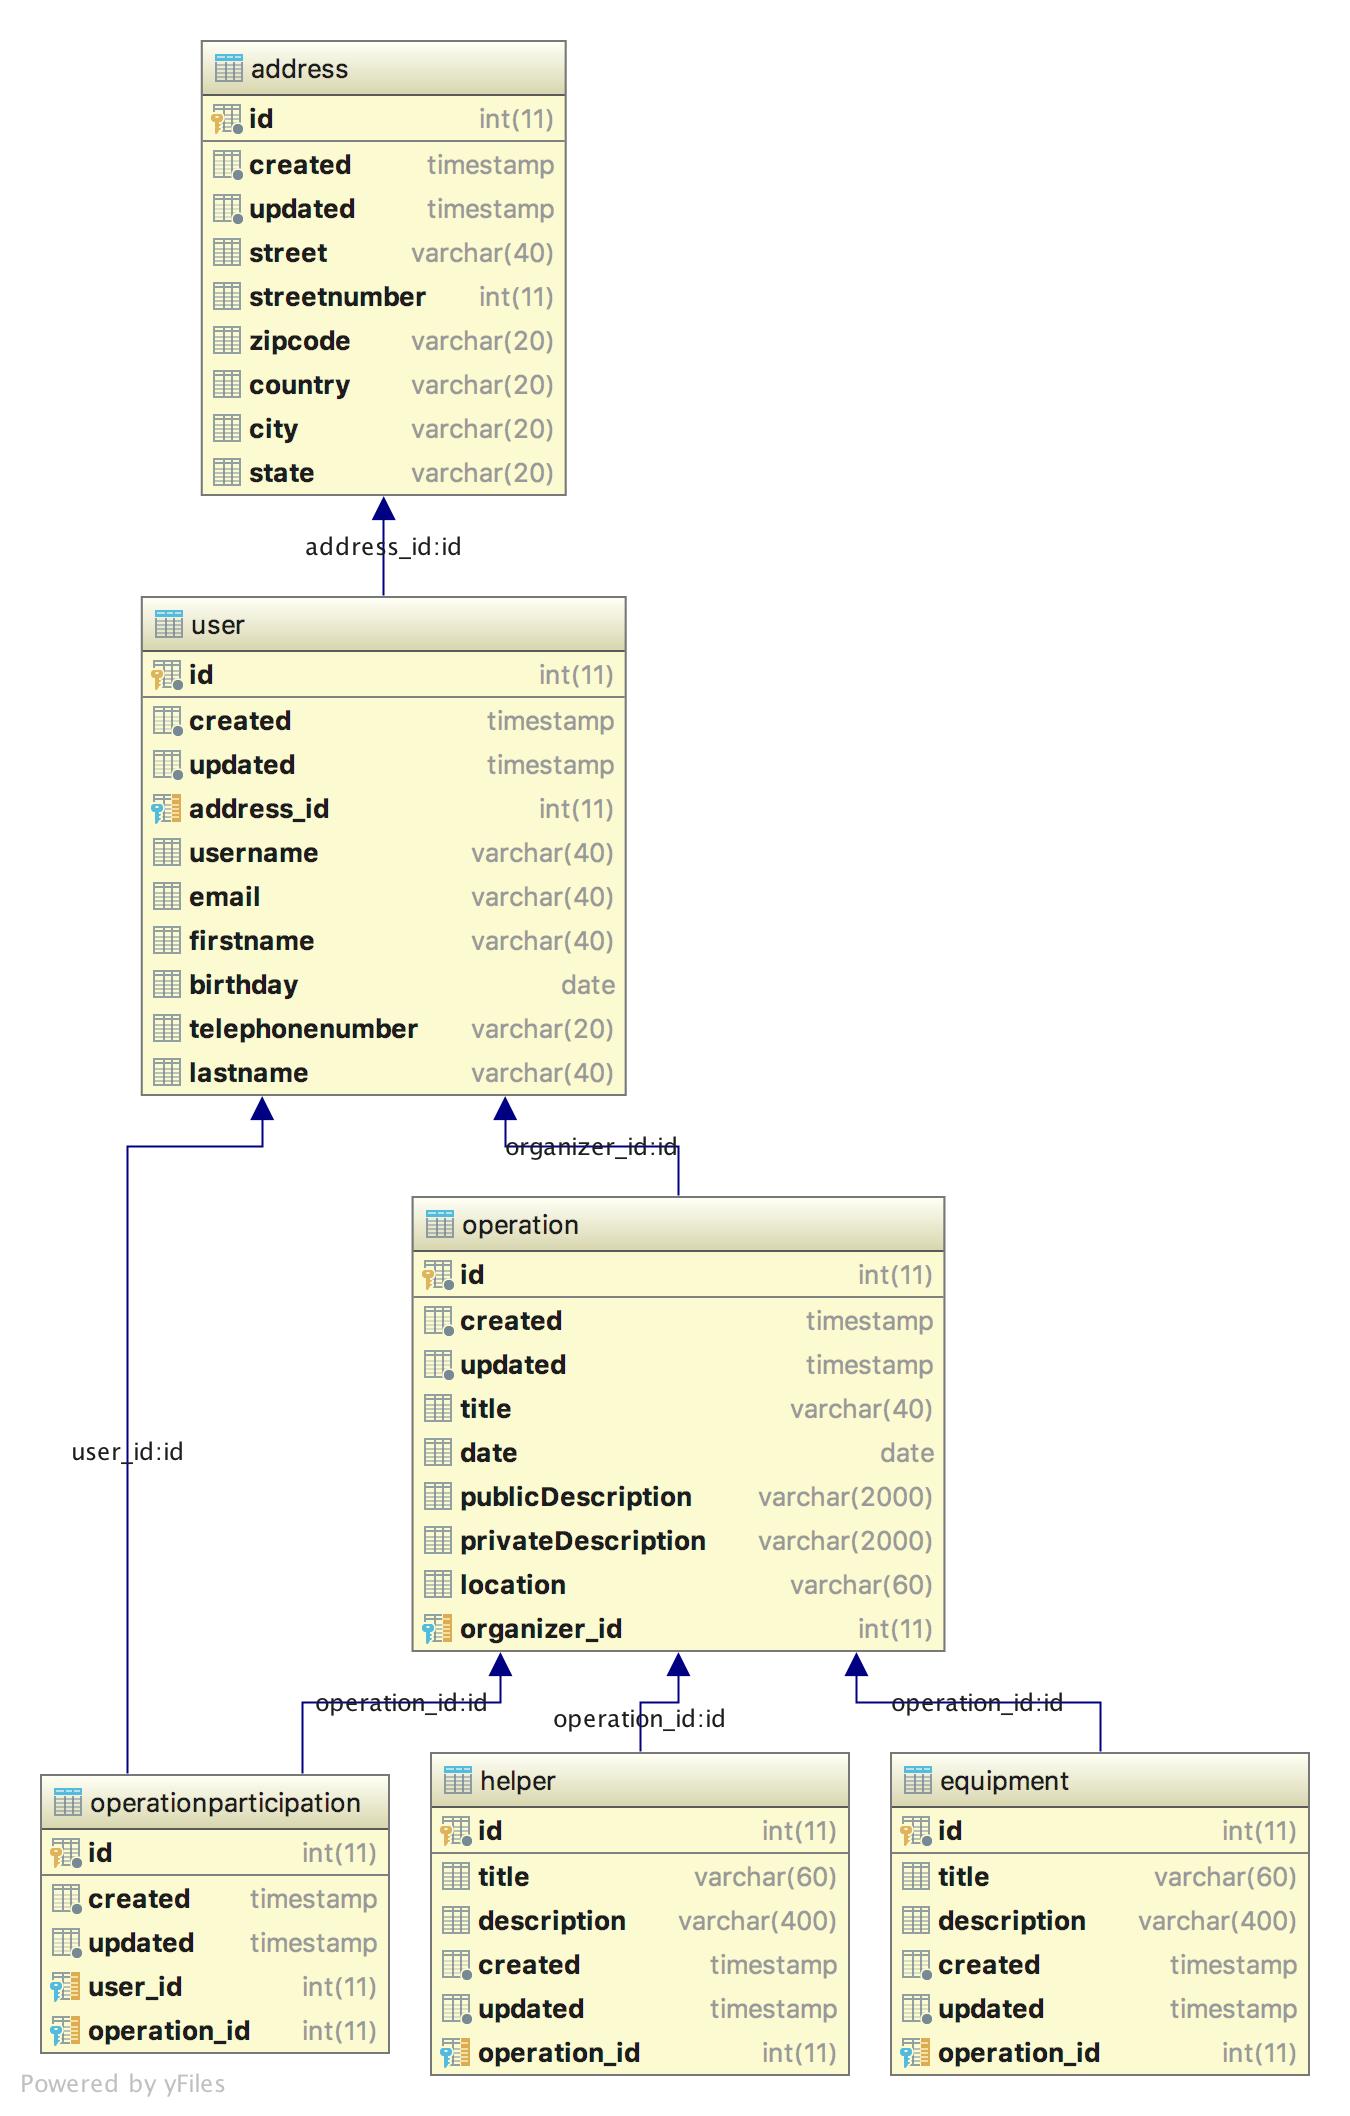 address
id int(11)
created timestamp
updated timestamp
street varchar(40)
streetnumber int(11)
zipcode varchar(20)
country varchar(20)
city varchar(20)
state varchar(20)
address_id:id
user
id int(11)
created timestamp
updated timestamp
address_id int(11)
username varchar(40)
email varchar(40)
firstname varchar(40)
birthday date
telephonenumber varchar(20)
lastname varchar(40)
organizer_id:id
operation
id int(11)
created timestamp
updated timestamp
title varchar(40)
date date
publicDescription varchar(2000)
privateDescription varchar(2000)
location varchar(60)
organizer_id int(11)
user_id:id
operation_id:id
operation_id:id
operation_id:id
operationparticipation
id int(11)
created timestamp
updated timestamp
user_id int(11)
operation_id int(11)
helper
id int(11)
title varchar(60)
description varchar(400)
created timestamp
updated timestamp
operation_id int(11)
equipment
id int(11)
title varchar(60)
description varchar(400)
created timestamp
updated timestamp
operation_id int(11)
Powered by yFiles